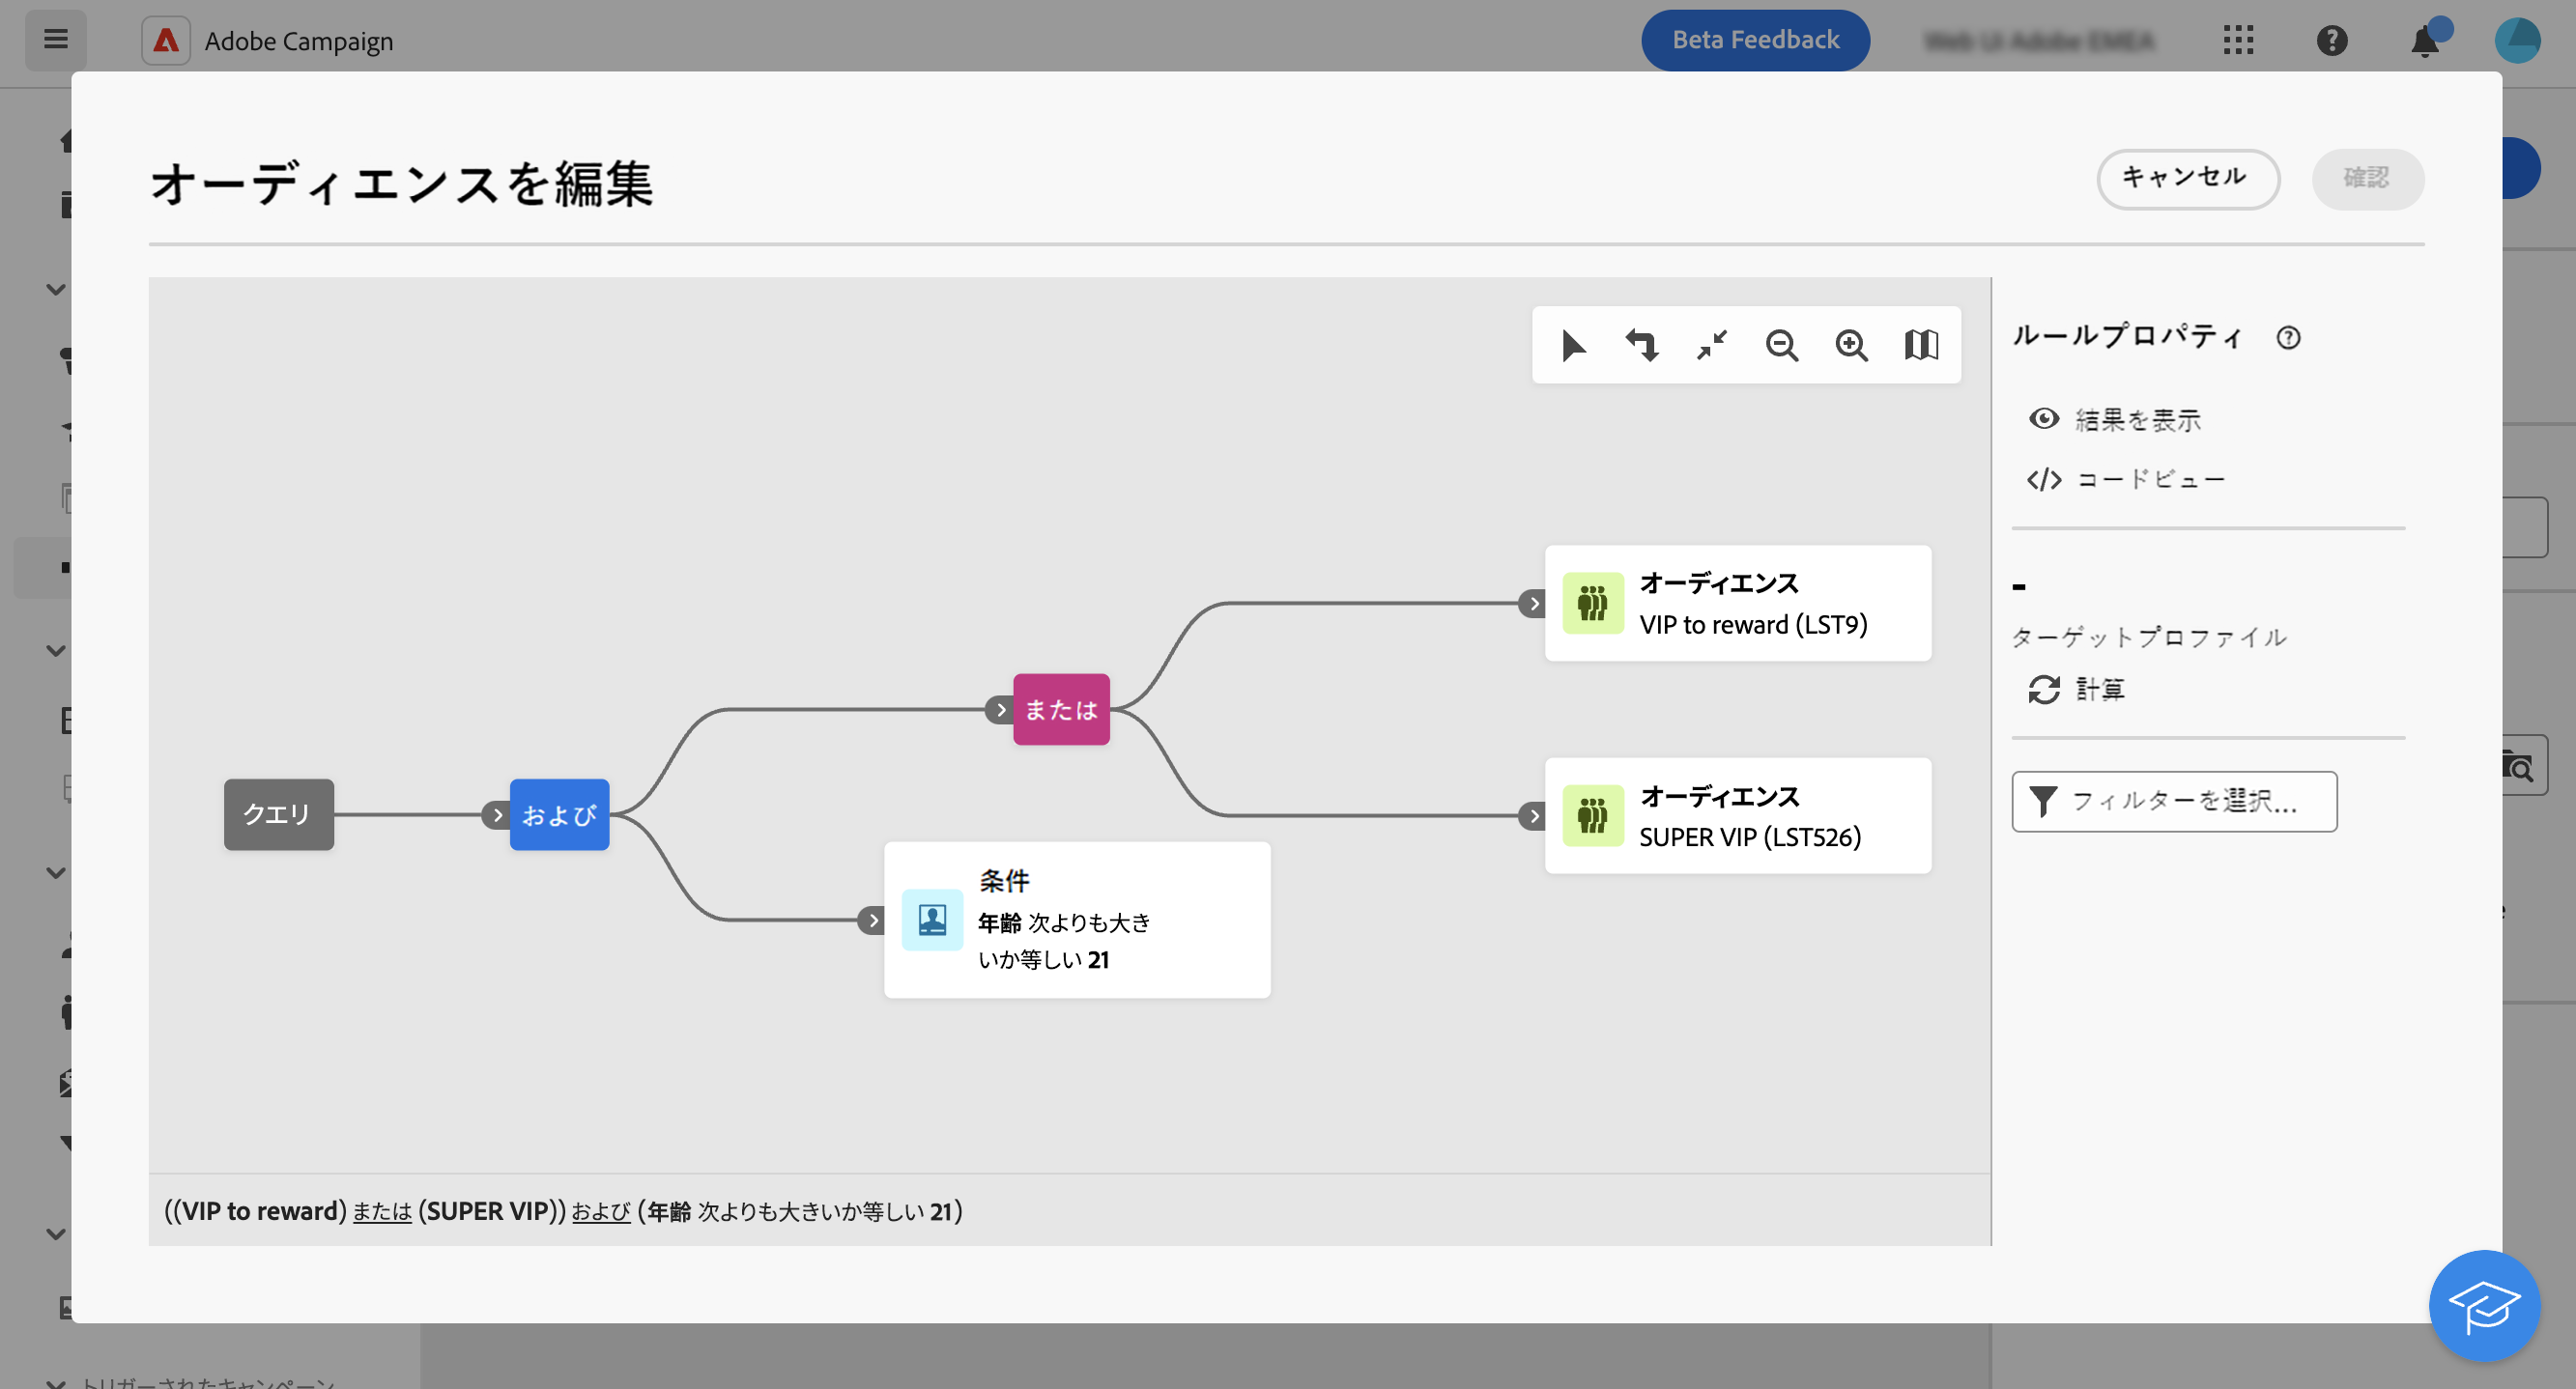 Adobe Campaign
Beta Feedback
オーディエンスを編集
キャンセル
確認
ルールプロパティ
結果を表示
コードビュー
-
ターゲットプロファイル
計算
フィルターを選択...
オーディエンス
VIP to reward (LST9)
または
クエリ
および
オーディエンス
SUPER VIP (LST526)
条件
年齢 次よりも大き
いか等しい 21
((VIP to reward) または (SUPER VIP)) および (年齢 次よりも大きいか等しい 21)
トリガーされたキャンペーン